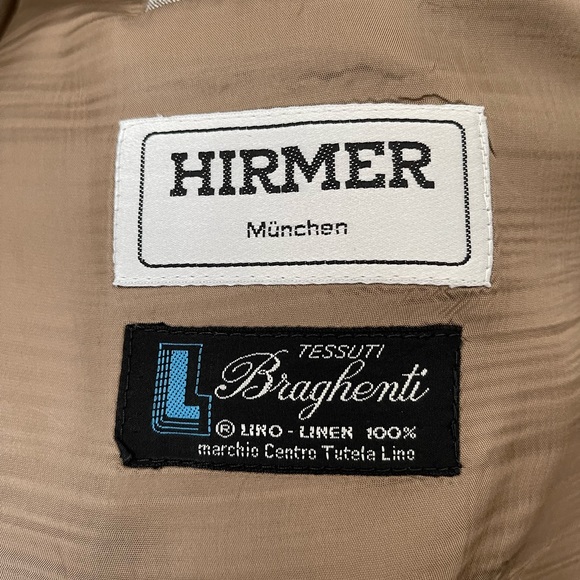 HIRMER
München
TESSUTI
L Braghenti
® LINO - LINEN 100%
marchio Centro Tutela Lino